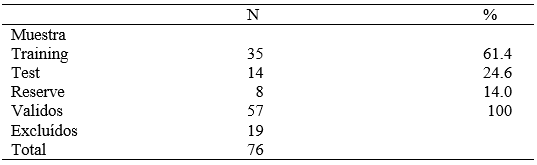 N %
Muestra
Training 35 61.4
Test 14 24.6
Reserve 8 14.0
Validos 57 100
Excluídos 19
Total 76